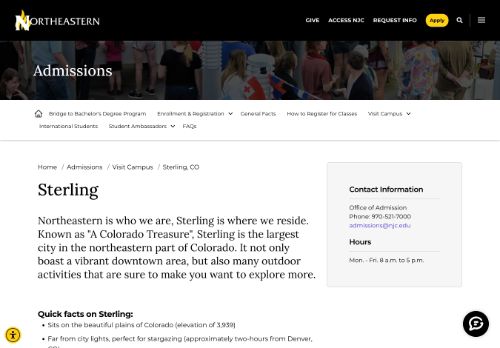 NORTHEASTERN
GIVE ACCESS NJC REQUEST INFO Apply
Admissions
Bridge to Bachelor's Degree Program Enrollment & Registration General Facts How to Register for Classes Visit Campus
International Students Student Ambassadors FAQs
Home / Admissions / Visit Campus / Sterling, CO
Sterling
Northeastern is who we are, Sterling is where we reside.
Known as "A Colorado Treasure", Sterling is the largest
city in the northeastern part of Colorado. It not only
boast a vibrant downtown area, but also many outdoor
activities that are sure to make you want to explore more.
Contact Information
Office of Admission
Phone: 970-521-7000
admissions@njc.edu
Hours
Mon. - Fri. 8 a.m. to 5 p.m.
Quick facts on Sterling:
Sits on the beautiful plains of Colorado (elevation of 3,939)
Far from city lights, perfect for stargazing (approximately two-hours from Denver,